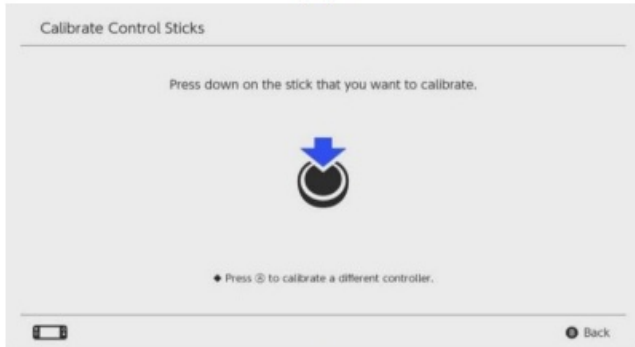 Calibrate Control Sticks
Press down on the stick that you want to calibrate.
◆ Press Ⓐ to calibrate a different controller.
Ⓑ Back